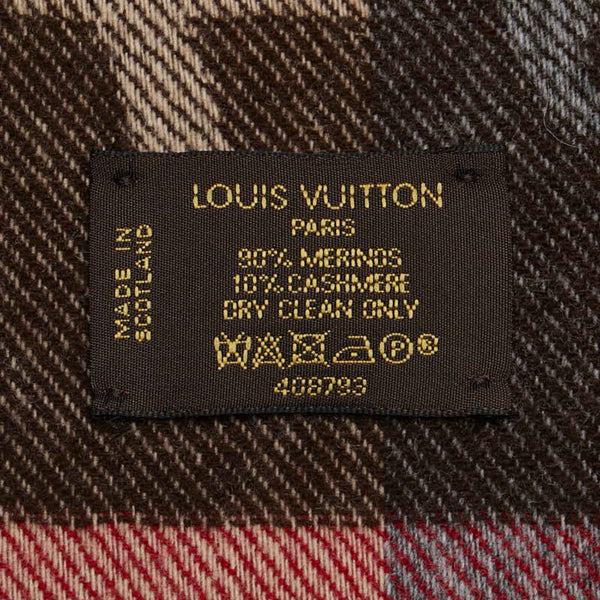 LOUIS VUITTON
PARIS
90% MERINOS
10% CASHMERE
DRY CLEAN ONLY
P
408793
MADE IN
SCOTLAND